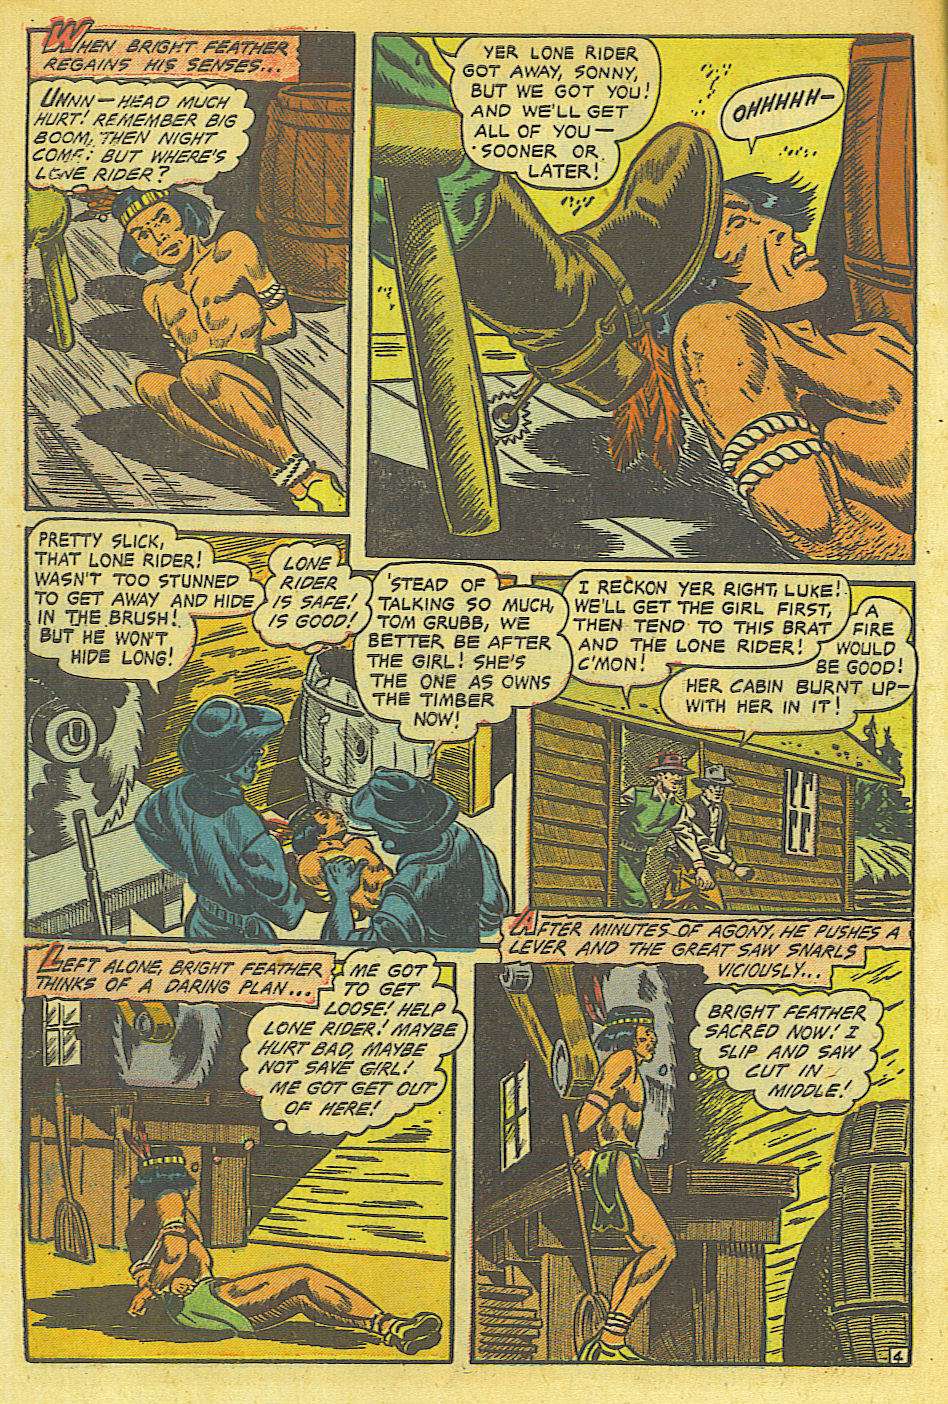 WHEN BRIGHT FEATHER
REGAINS HIS SENSES...
UNNN—HEAD MUCH
HURT! REMEMBER BIG
BOOM, THEN NIGHT
COME; BUT WHERE'S
LONE RIDER?
YER LONE RIDER
GOT AWAY, SONNY,
BUT WE GOT YOU!
AND WE'LL GET
ALL OF YOU—
SOONER OR
LATER!
OHHHHH—
PRETTY SLICK,
THAT LONE RIDER!
WASN'T TOO STUNNED
TO GET AWAY AND HIDE
IN THE BRUSH!
BUT HE WON'T
HIDE LONG!
LONE
RIDER
IS SAFE!
IS GOOD!
'STEAD OF
TALKING SO MUCH,
TOM GRUBB, WE
BETTER BE AFTER
THE GIRL! SHE'S
THE ONE AS OWNS
THE TIMBER
NOW!
I RECKON YER RIGHT, LUKE!
WE'LL GET THE GIRL FIRST,
THEN TEND TO THIS BRAT
AND THE LONE RIDER!
C'MON!
A
FIRE
WOULD
BE GOOD!
HER CABIN BURNT UP—
WITH HER IN IT!
LEFT ALONE, BRIGHT FEATHER
THINKS OF A DARING PLAN...
ME GOT
TO GET
LOOSE! HELP
LONE RIDER! MAYBE
HURT BAD, MAYBE
NOT SAVE GIRL!
ME GOT GET OUT
OF HERE!
AFTER MINUTES OF AGONY, HE PUSHES A
LEVER AND THE GREAT SAW SNARLS
VICIOUSLY...
BRIGHT FEATHER
SACRED NOW! I
SLIP AND SAW
CUT IN
MIDDLE!
4